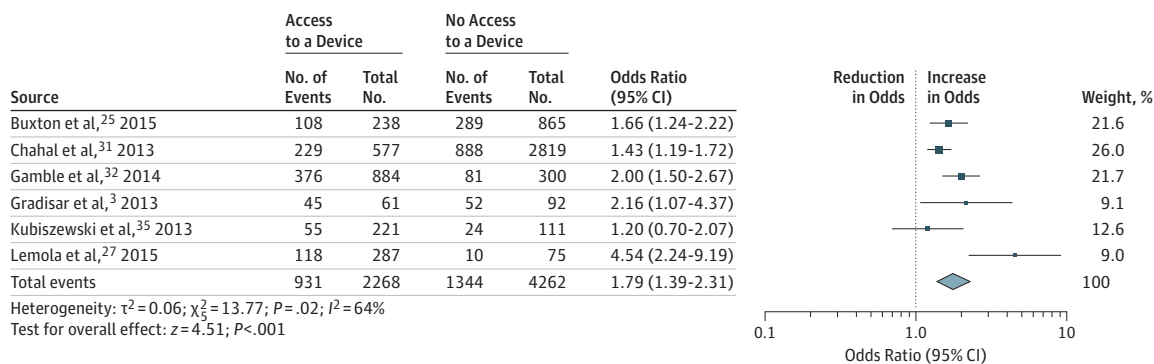 Access to a Device No Access to a Device
Source No. of Events Total No. No. of Events Total No. Odds Ratio (95% CI) Reduction in Odds Increase in Odds Weight, %
Buxton et al,25 2015 108 238 289 865 1.66 (1.24-2.22) 21.6
Chahal et al,31 2013 229 577 888 2819 1.43 (1.19-1.72) 26.0
Gamble et al,32 2014 376 884 81 300 2.00 (1.50-2.67) 21.7
Gradisar et al,3 2013 45 61 52 92 2.16 (1.07-4.37) 9.1
Kubiszewski et al,35 2013 55 221 24 111 1.20 (0.70-2.07) 12.6
Lemola et al,27 2015 118 287 10 75 4.54 (2.24-9.19) 9.0
Total events 931 2268 1344 4262 1.79 (1.39-2.31) 100
Heterogeneity: τ2=0.06; χ25=13.77; P=.02; I2=64%
Test for overall effect: z=4.51; P<.001
0.1 1.0 10
Odds Ratio (95% CI)